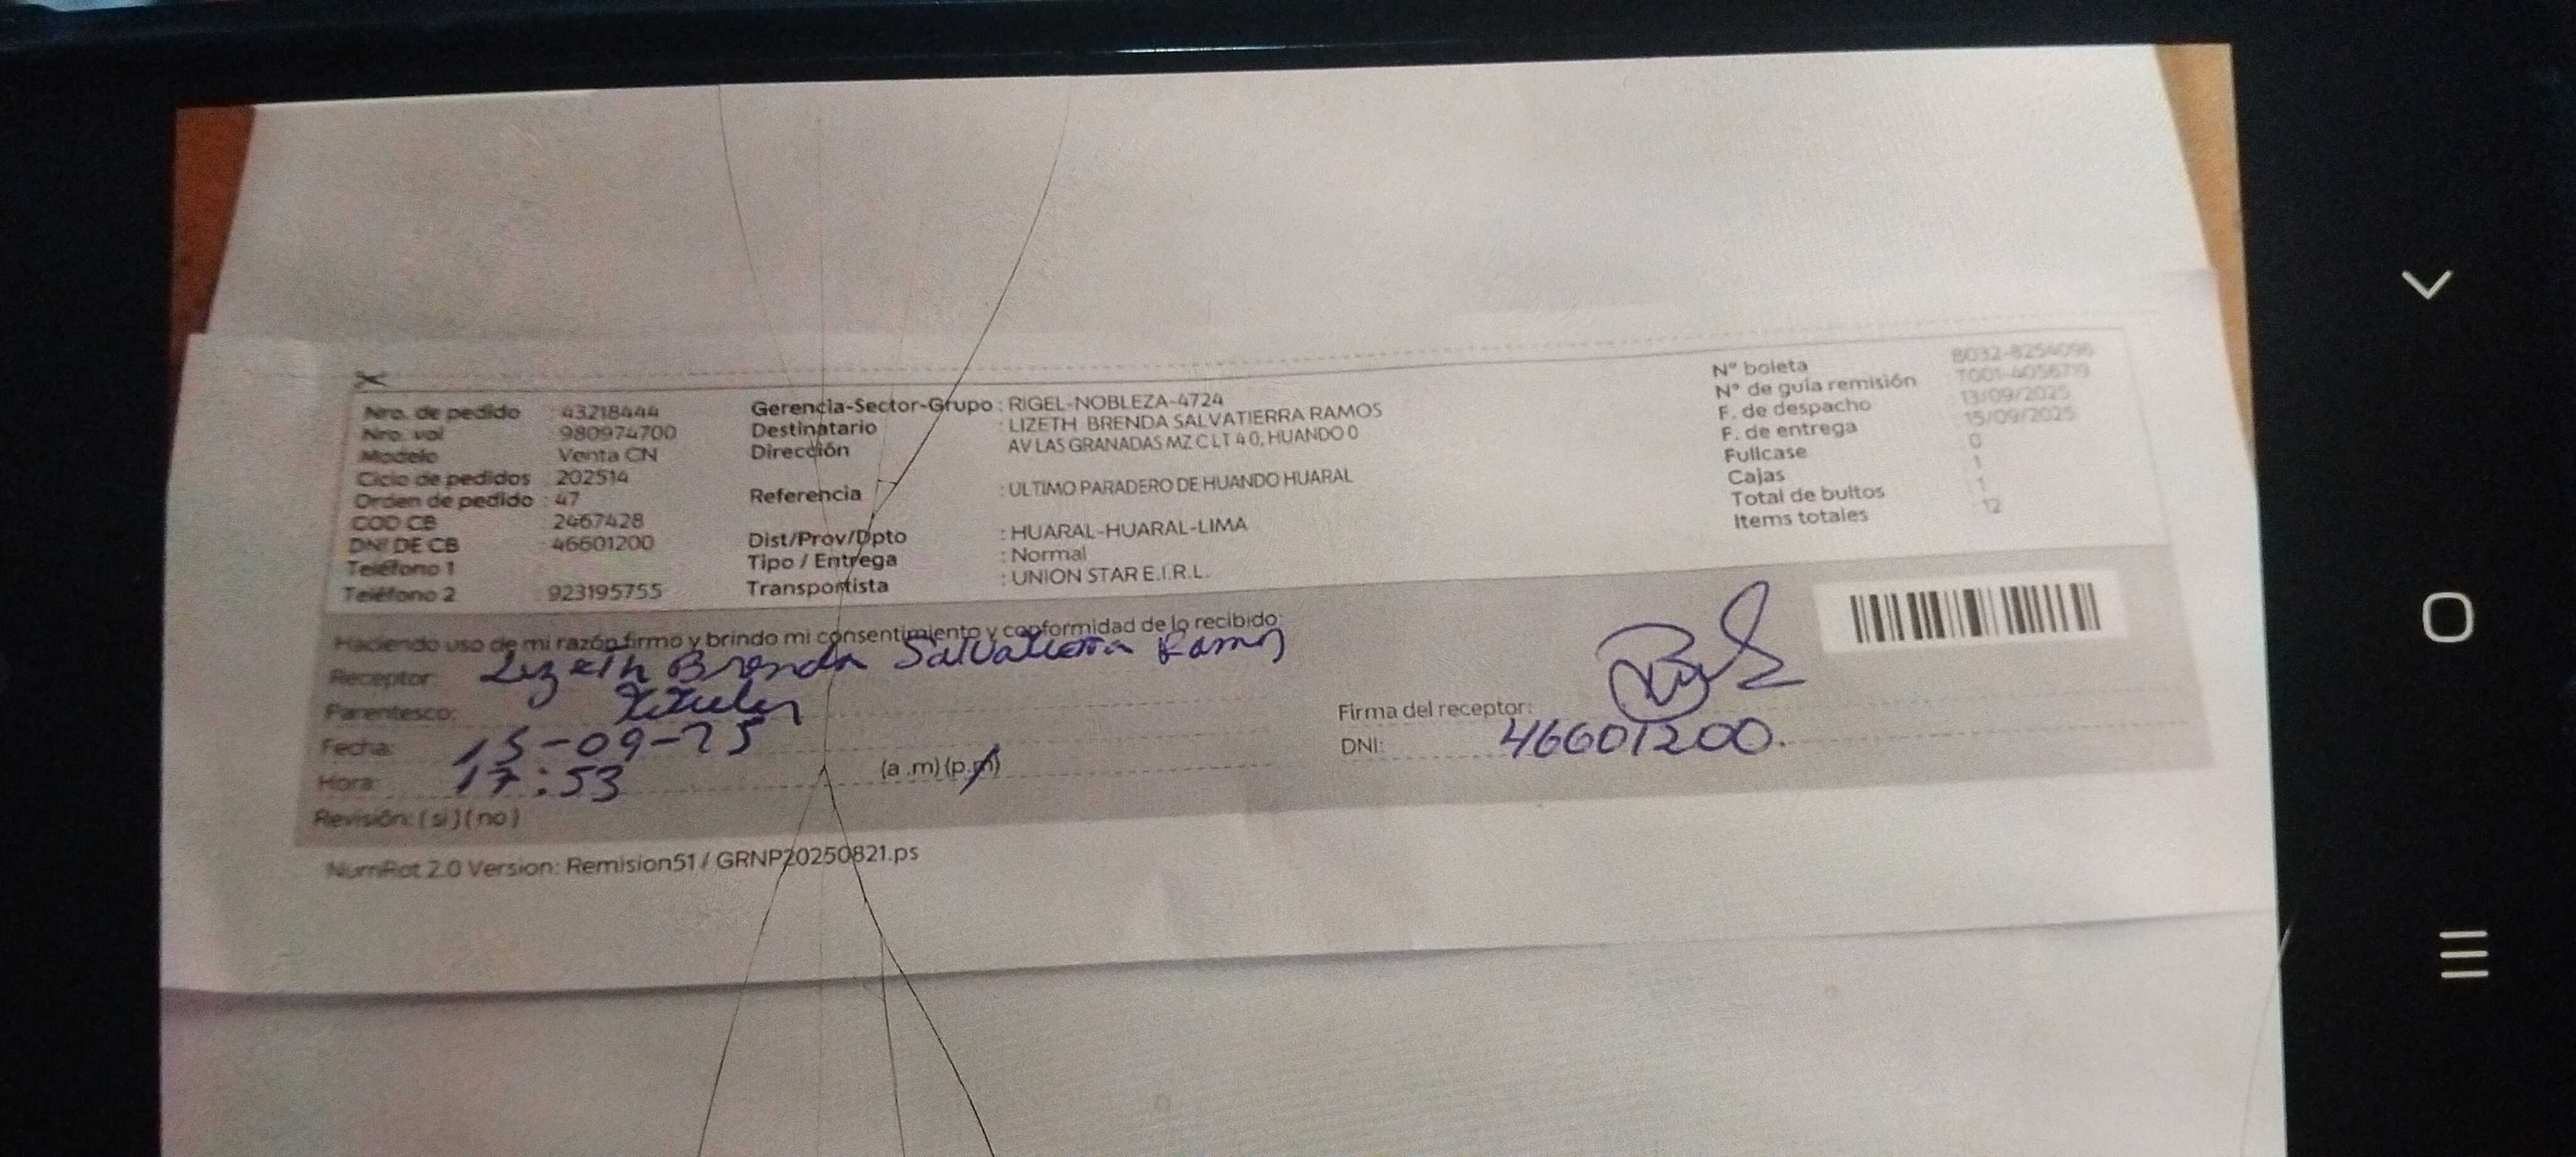 Nro. de pedido : 43218444
Nro. vol : 980974700
Modelo : Venta CN
Ciclo de pedidos : 202514
Orden de pedido : 47
COD CB : 2467428
DNI DE CB : 46601200
Teléfono 1
Teléfono 2 : 923195755
Gerencia-Sector-Grupo : RIGEL-NOBLEZA-4724
Destinatario : LIZETH BRENDA SALVATIERRA RAMOS
Dirección AV LAS GRANADAS MZ C LT 4 0, HUANDO 0
Referencia : ULTIMO PARADERO DE HUANDO HUARAL
Dist/Prov/Dpto : HUARAL-HUARAL-LIMA
Tipo / Entrega : Normal
Transportista : UNION STAR E.I.R.L.
N° boleta B032-8254096
N° de guía remisión
F. de despacho : 13/09/2025
F. de entrega : 15/09/2025
Fullcase : 0
Cajas : 1
Total de bultos : 1
Items totales : 12
Haciendo uso de mi razón firmo y brindo mi consentimiento y conformidad de lo recibido:
Receptor: Lizeth Brenda Salvatierra Ramos
Parentesco: Titular
Fecha: 15-09-25
Hora: 17:53 (a .m) (p.m)
Revisión: ( si ) ( no )
Firma del receptor:
DNI: 46601200.
NumRot 2.0 Version: Remision51 / GRNP20250821.ps